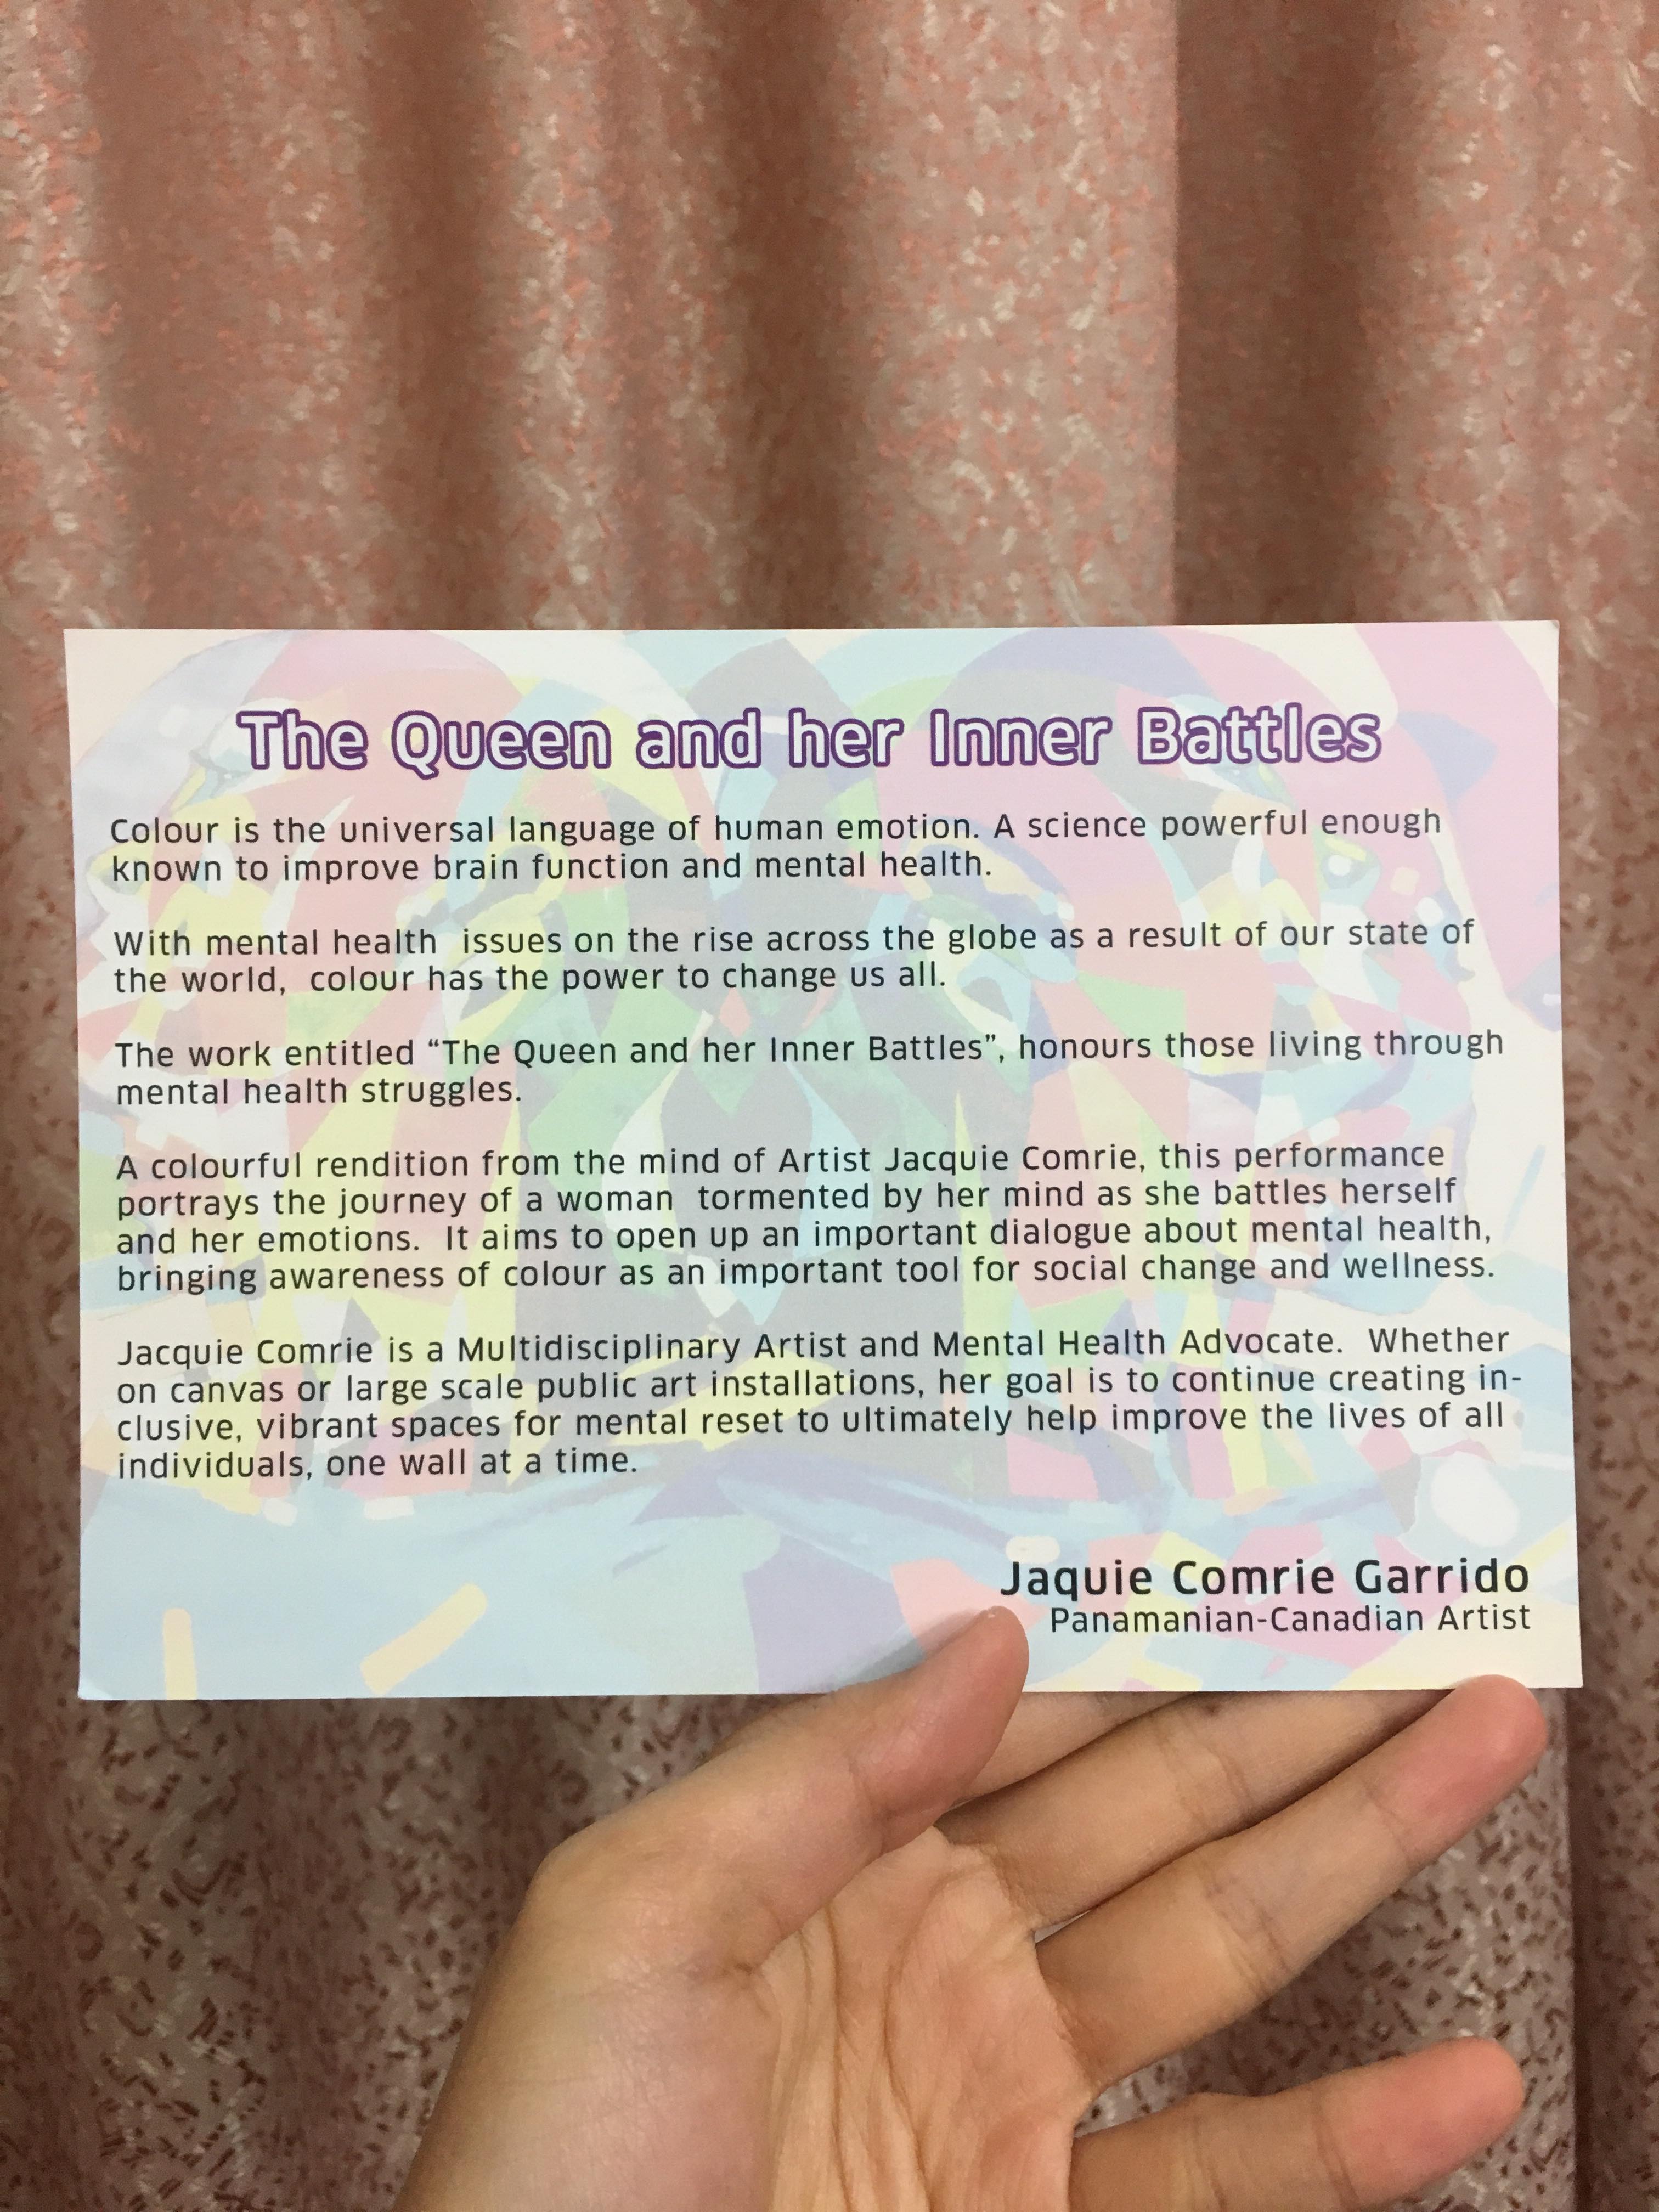 The Queen and her Inner Battles
Colour is the universal language of human emotion. A science powerful enough
known to improve brain function and mental health.
With mental health  issues on the rise across the globe as a result of our state of
the world,  colour has the power to change us all.
The work entitled “The Queen and her Inner Battles”, honours those living through
mental health struggles.
A colourful rendition from the mind of Artist Jacquie Comrie, this performance
portrays the journey of a woman  tormented by her mind as she battles herself
and her emotions.  It aims to open up an important dialogue about mental health,
bringing awareness of colour as an important tool for social change and wellness.
Jacquie Comrie is a Multidisciplinary Artist and Mental Health Advocate.  Whether
on canvas or large scale public art installations, her goal is to continue creating in-
clusive, vibrant spaces for mental reset to ultimately help improve the lives of all
individuals, one wall at a time.
Jaquie Comrie Garrido
Panamanian-Canadian Artist